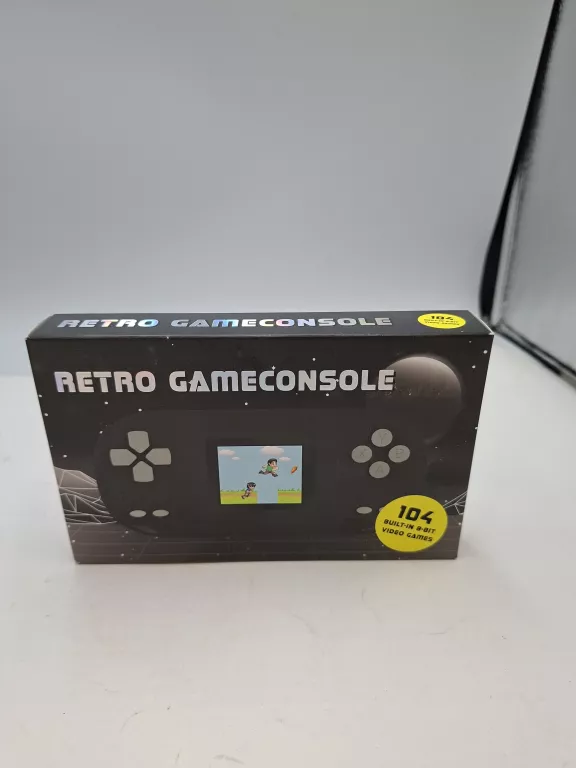 RETRO GAMECONSOLE
104
RETRO GAMECONSOLE
104
BUILT-IN 8-BIT
VIDEO GAMES